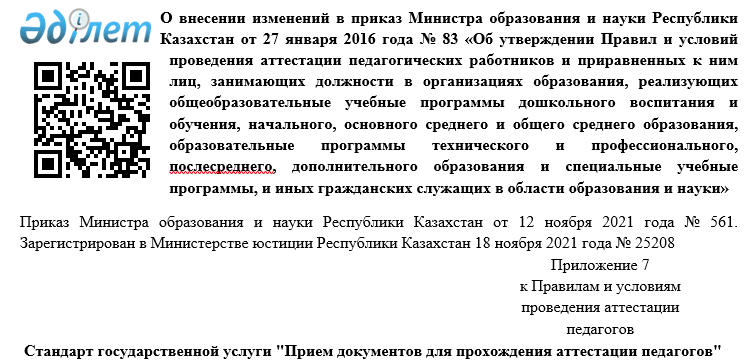 О внесении изменений в приказ Министра образования и науки Республики
әділет
Казахстан от 27 января 2016 года № 83 «Об утверждении Правил и условий
проведения аттестации педагогических работников и приравненных к ним
лиц, занимающих должности в организациях образования, реализующих
общеобразовательные учебные программы дошкольного воспитания и
обучения, начального, основного среднего и общего среднего образования,
образовательные программы технического и профессионального,
послесреднего, дополнительного образования и специальные учебные
программы, и иных гражданских служащих в области образования и науки»
Приказ Министра образования и науки Республики Казахстан от 12 ноября 2021 года № 561.
Зарегистрирован в Министерстве юстиции Республики Казахстан 18 ноября 2021 года № 25208
Приложение 7
к Правилам и условиям
проведения аттестации
педагогов
Стандарт государственной услуги "Прием документов для прохождения аттестации педагогов"